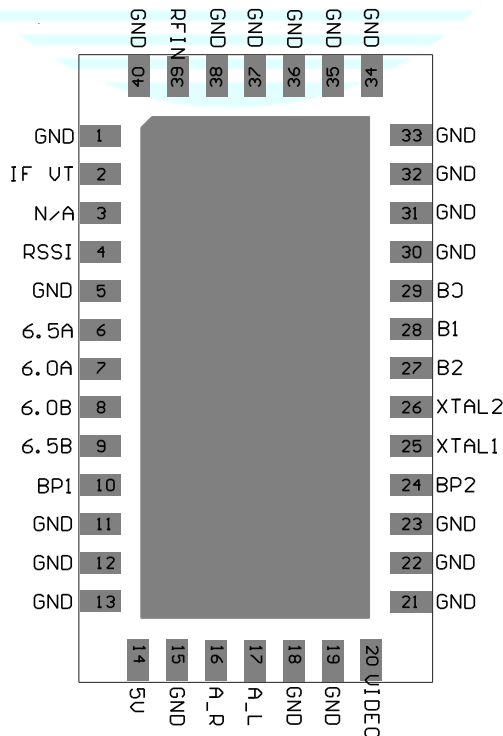 GND RFIN GND GND GND GND GND
40 39 38 37 36 35 34
GND 1 33 GND
IF VT 2 32 GND
N/A 3 31 GND
RSSI 4 30 GND
GND 5 29 B0
6.5A 6 28 B1
6.0A 7 27 B2
6.0B 8 26 XTAL2
6.5B 9 25 XTAL1
BP1 10 24 BP2
GND 11 23 GND
GND 12 22 GND
GND 13 21 GND
14 15 16 17 18 19 20
5V GND A_R A_L GND GND VIDEO